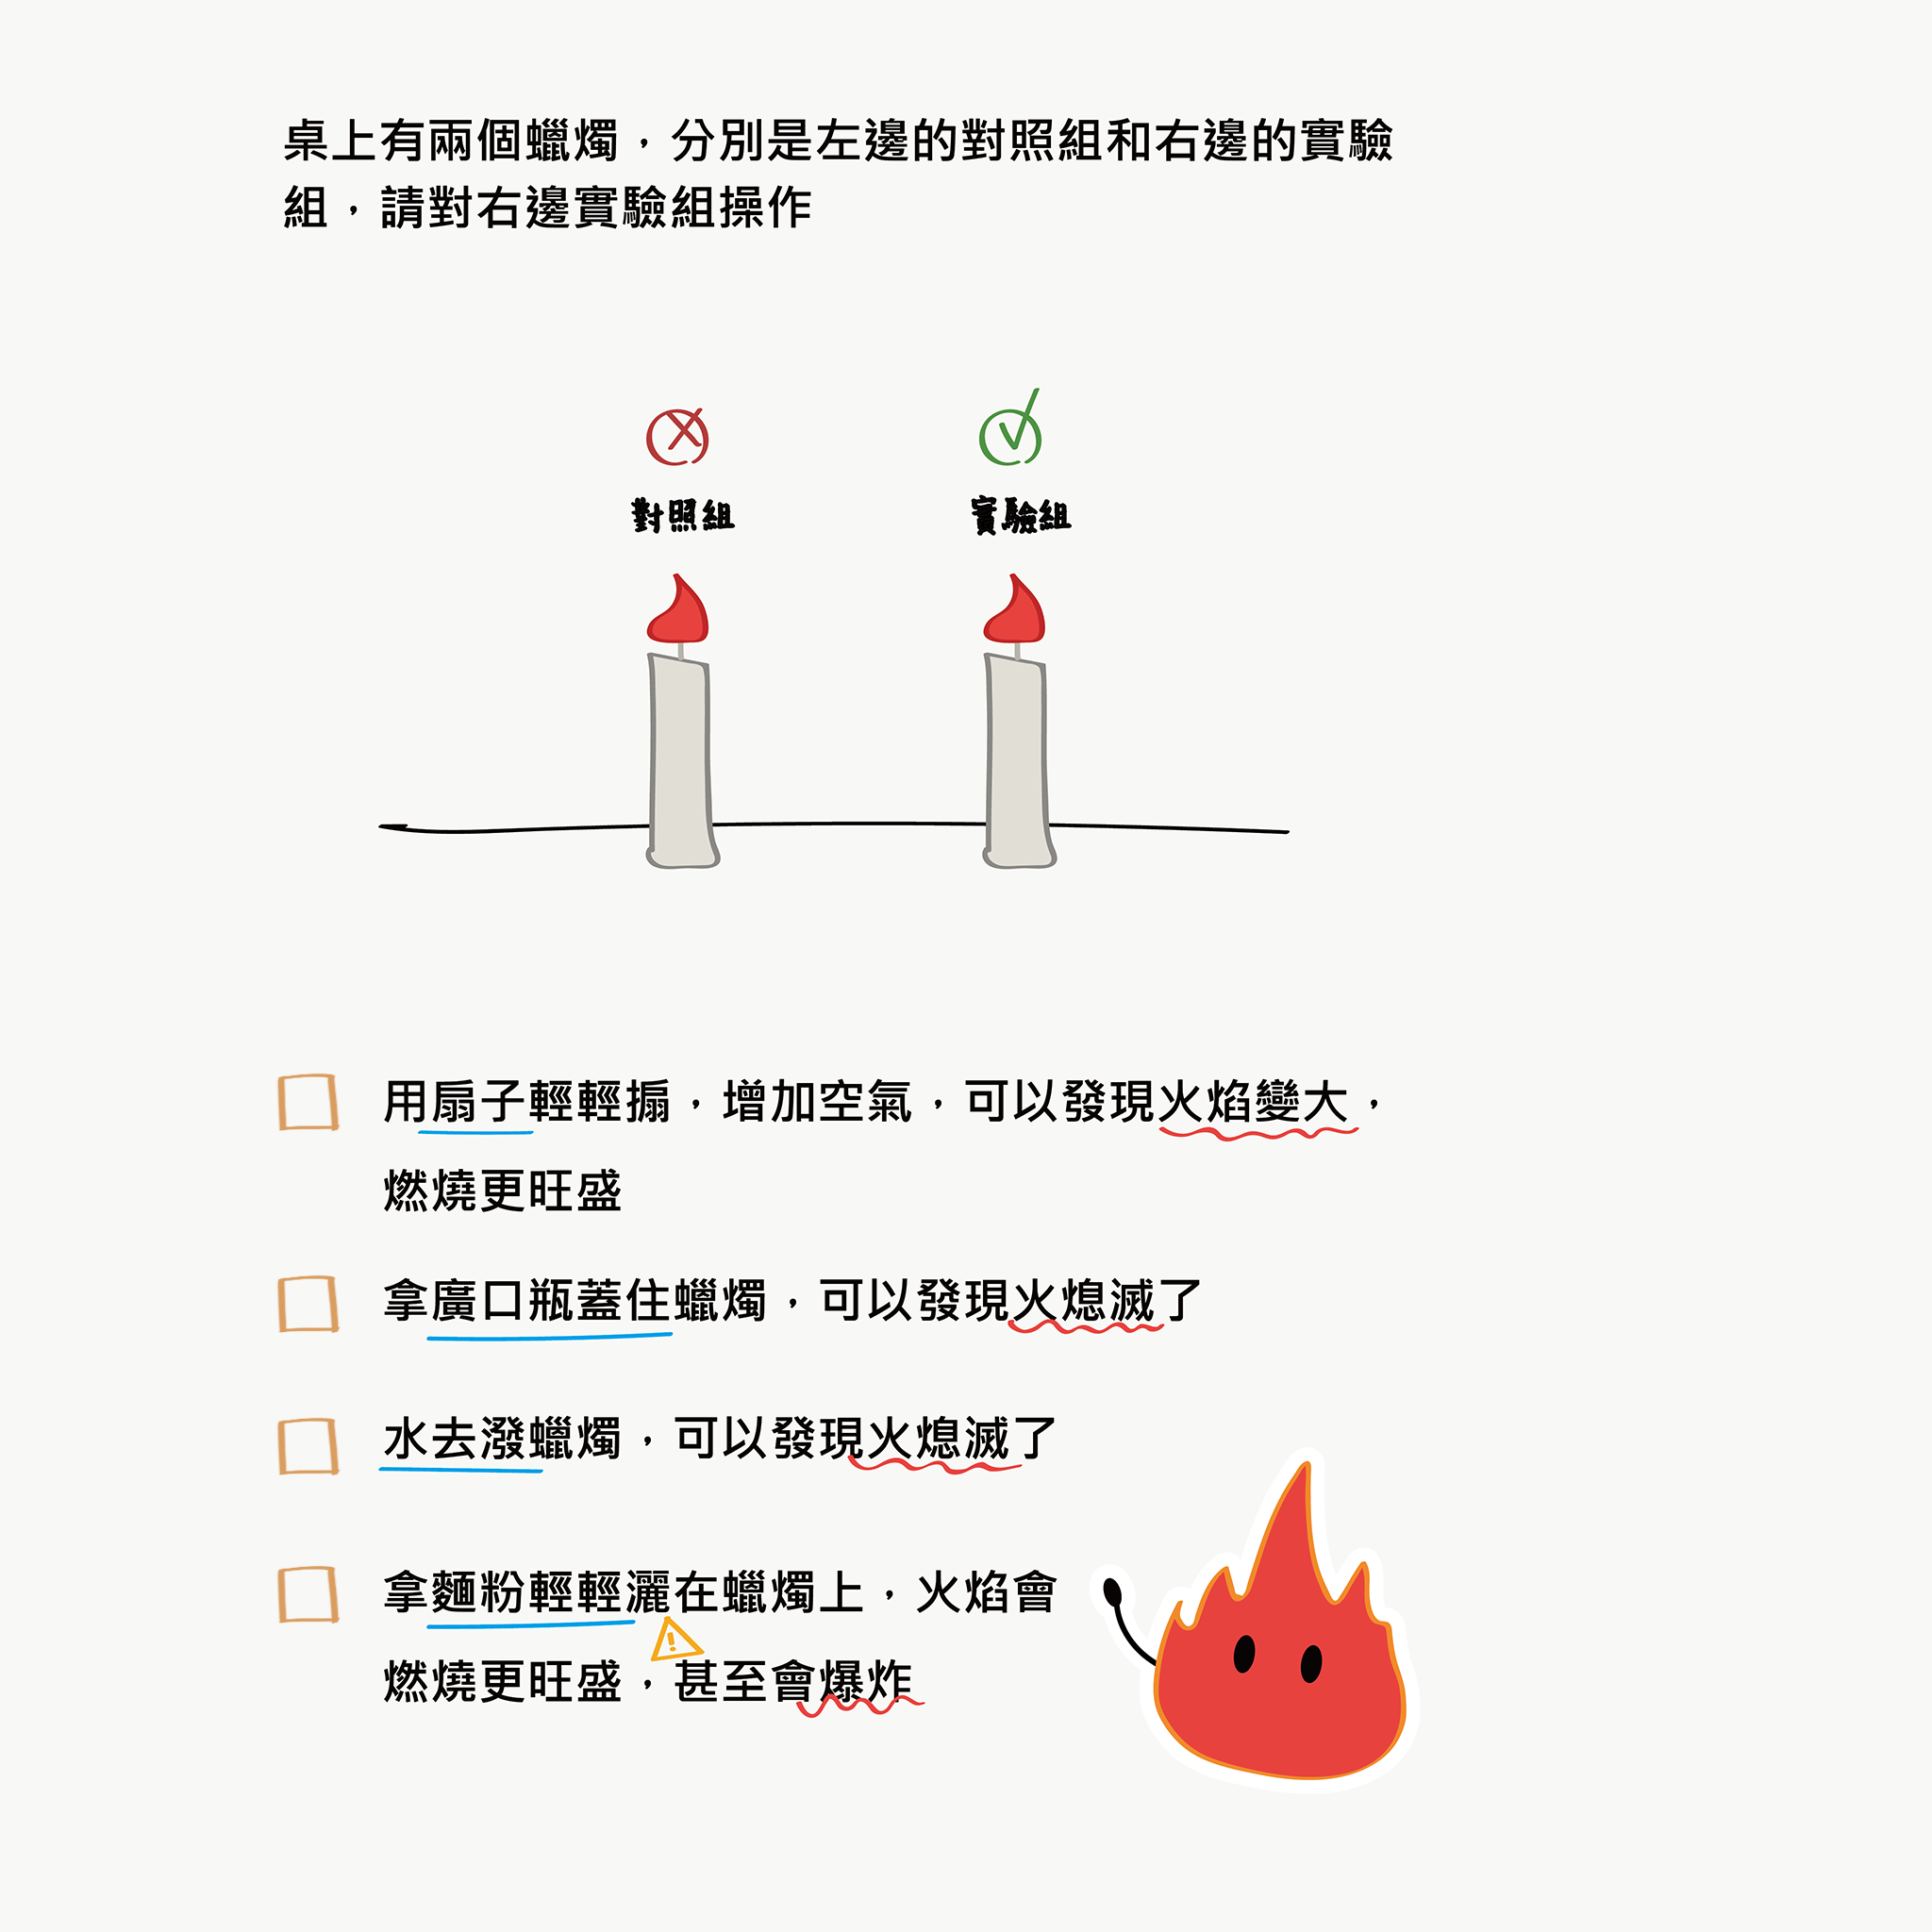 桌上有兩個蠟燭，分別是左邊的對照組和右邊的實驗
組，請對右邊實驗組操作
對照組
實驗組
用扇子輕輕搧，增加空氣，可以發現火焰變大，
燃燒更旺盛
拿廣口瓶蓋住蠟燭，可以發現火熄滅了
水去潑蠟燭，可以發現火熄滅了
拿麵粉輕輕灑在蠟燭上，火焰會
燃燒更旺盛，甚至會爆炸